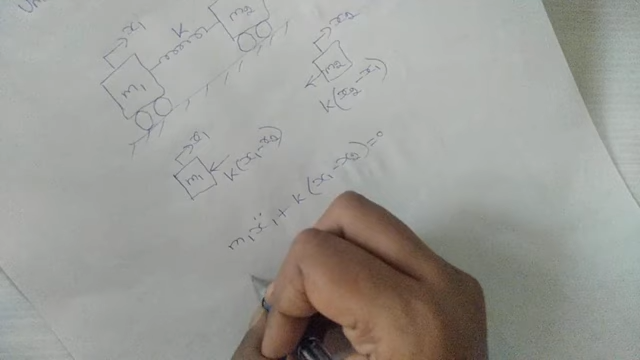 x₁
K
m₂
m₁
x₂
m₂
k(x₂-x₁)
x₁
m₁
k(x₁-x₂)
m₁ẍ₁+k(x₁-x₂)=0